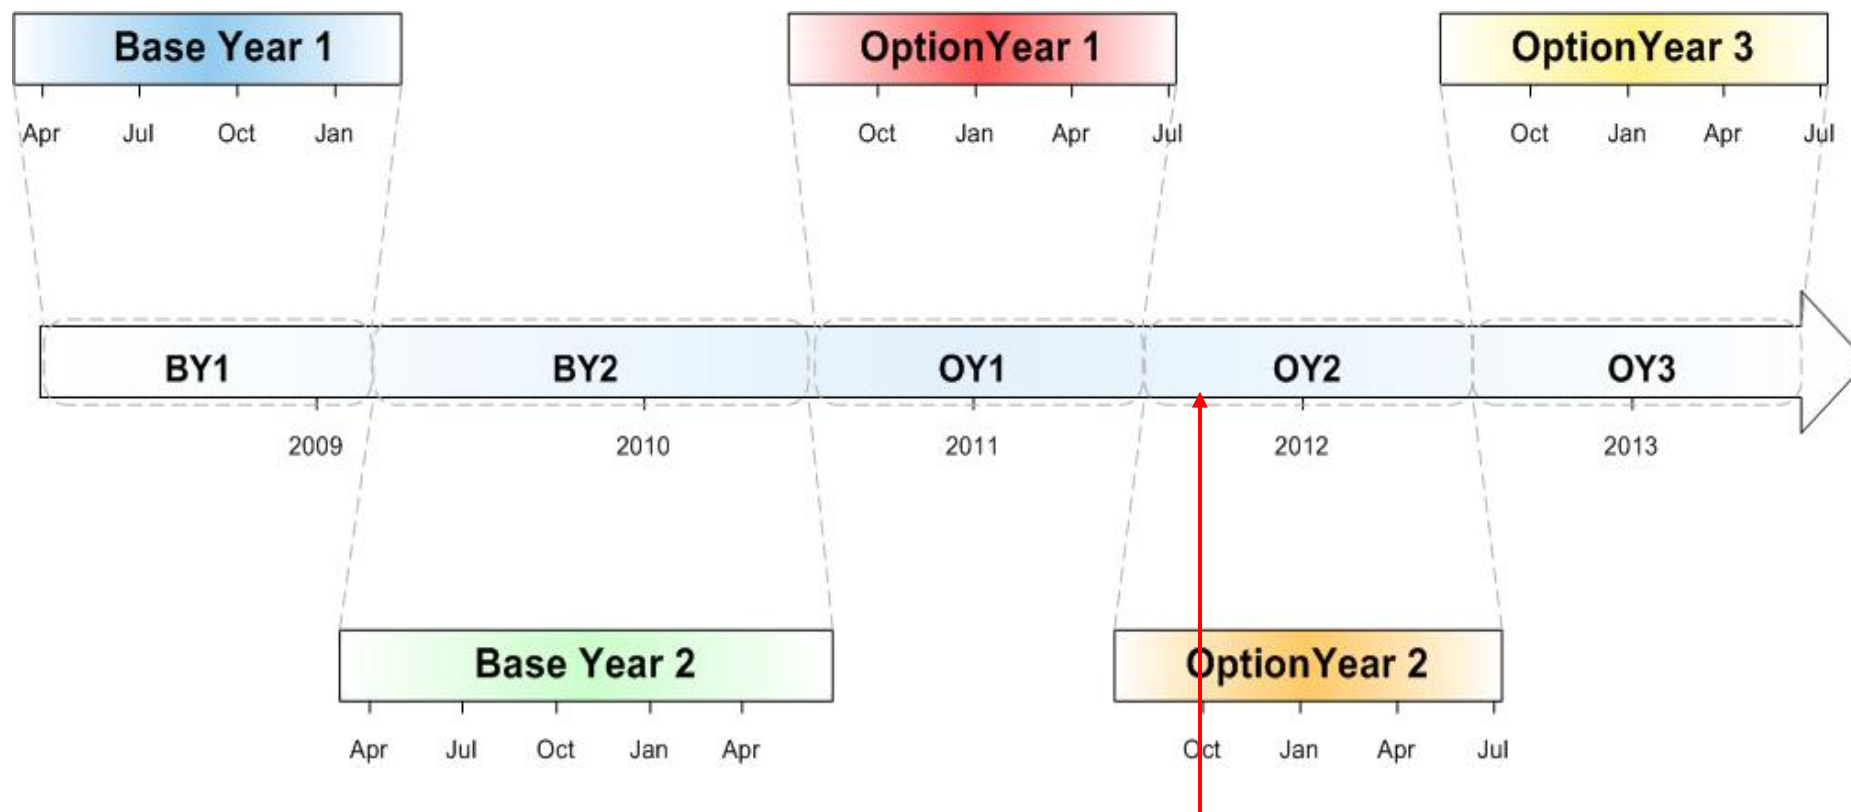 Base Year 1
OptionYear 1
OptionYear 3
Apr Jul Oct Jan
Oct Jan Apr Jul
Oct Jan Apr Jul
BY1 BY2 OY1 OY2 OY3
2009 2010 2011 2012 2013
Base Year 2
OptionYear 2
Apr Jul Oct Jan Apr
Oct Jan Apr Jul